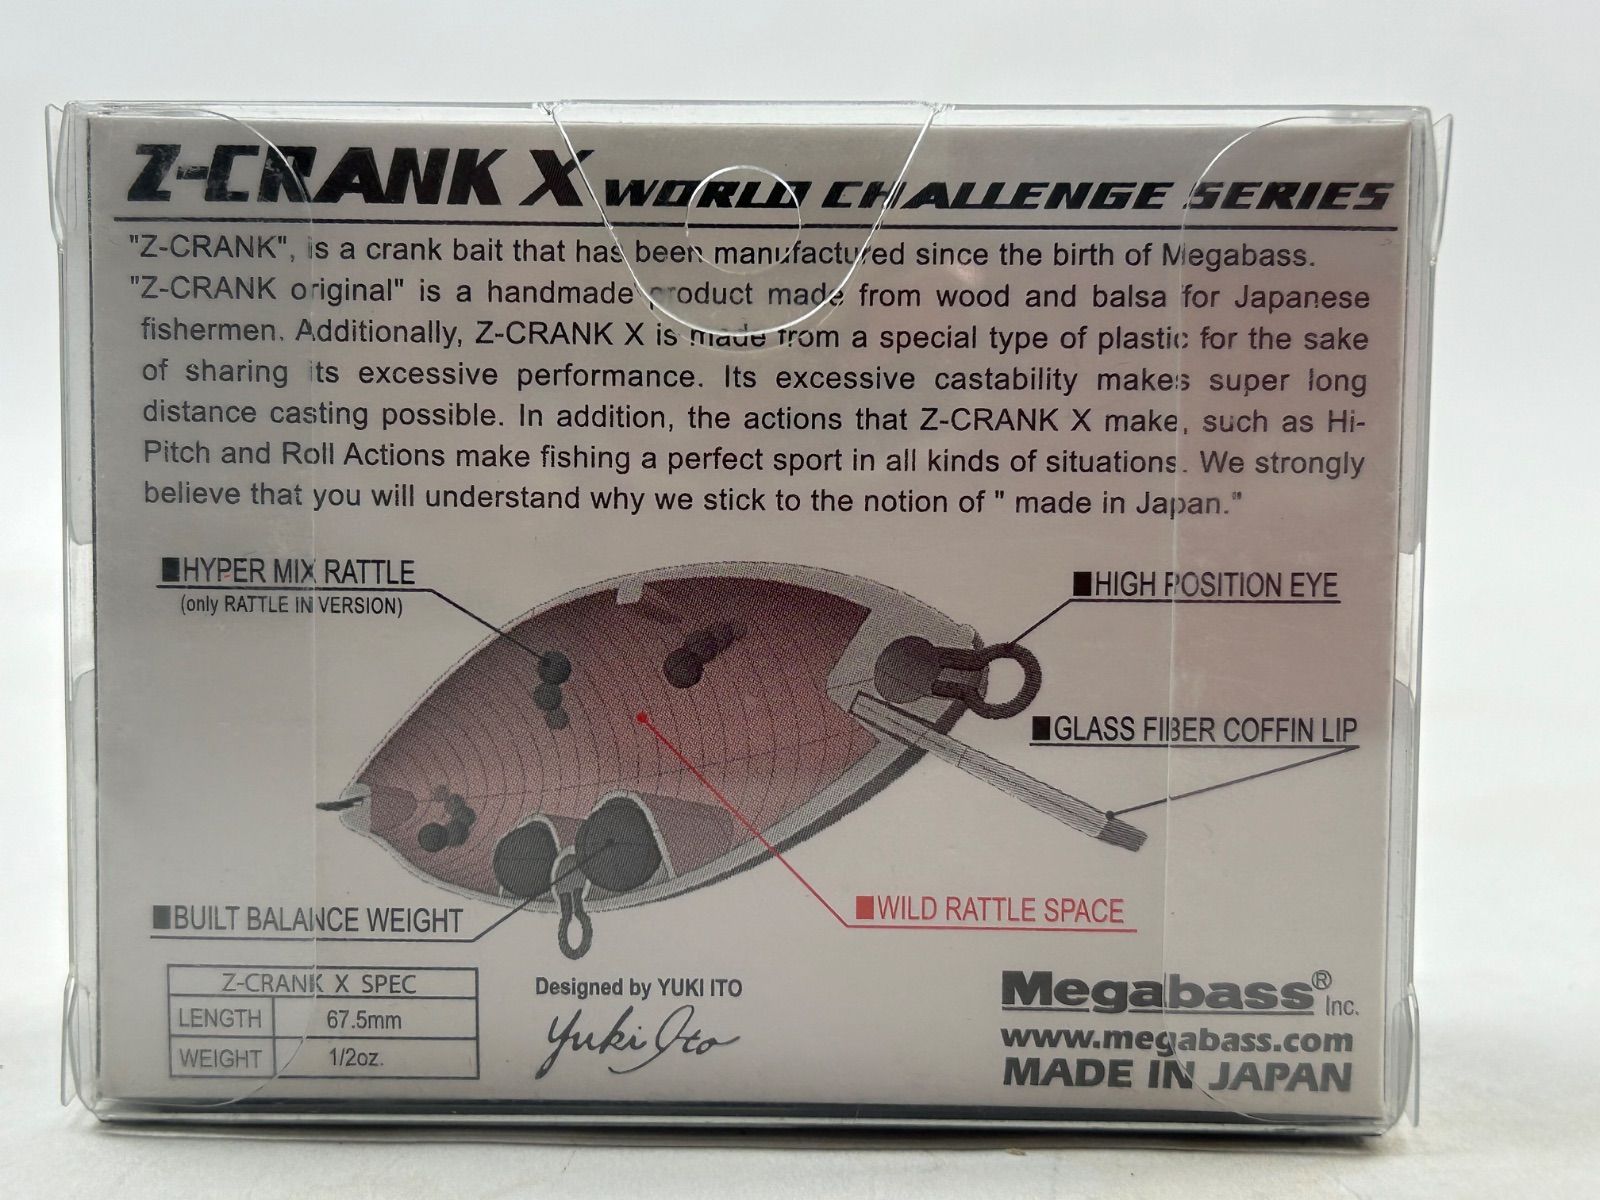 Z-CRANK X WORLD CHALLENGE SERIES
"Z-CRANK", is a crank bait that has been manufactured since the birth of Megabass.
"Z-CRANK original" is a handmade product made from wood and balsa for Japanese
fishermen. Additionally, Z-CRANK X is made from a special type of plastic for the sake
of sharing its excessive performance. Its excessive castability makes super long
distance casting possible. In addition, the actions that Z-CRANK X make, such as Hi-
Pitch and Roll Actions make fishing a perfect sport in all kinds of situations. We strongly
believe that you will understand why we stick to the notion of " made in Japan."
■HYPER MIX RATTLE
(only RATTLE IN VERSION)
■HIGH POSITION EYE
■GLASS FIBER COFFIN LIP
■WILD RATTLE SPACE
■BUILT BALANCE WEIGHT
Z-CRANK X SPEC
LENGTH 67.5mm
WEIGHT 1/2oz.
Designed by YUKI ITO
Yuki Ito
Megabass® Inc.
www.megabass.com
MADE IN JAPAN